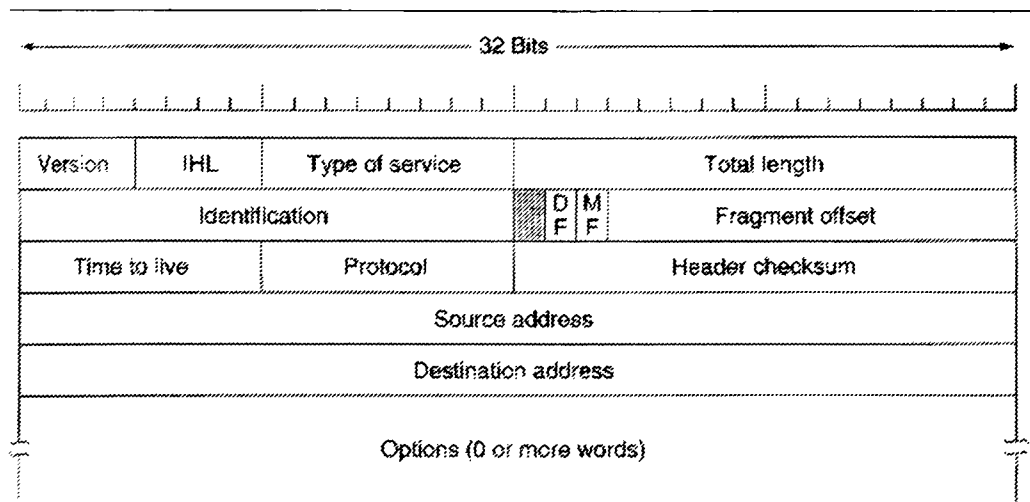 32 Bits
Version IHL Type of service Total length
Identification D F M F Fragment offset
Time to live Protocol Header checksum
Source address
Destination address
Options (0 or more words)